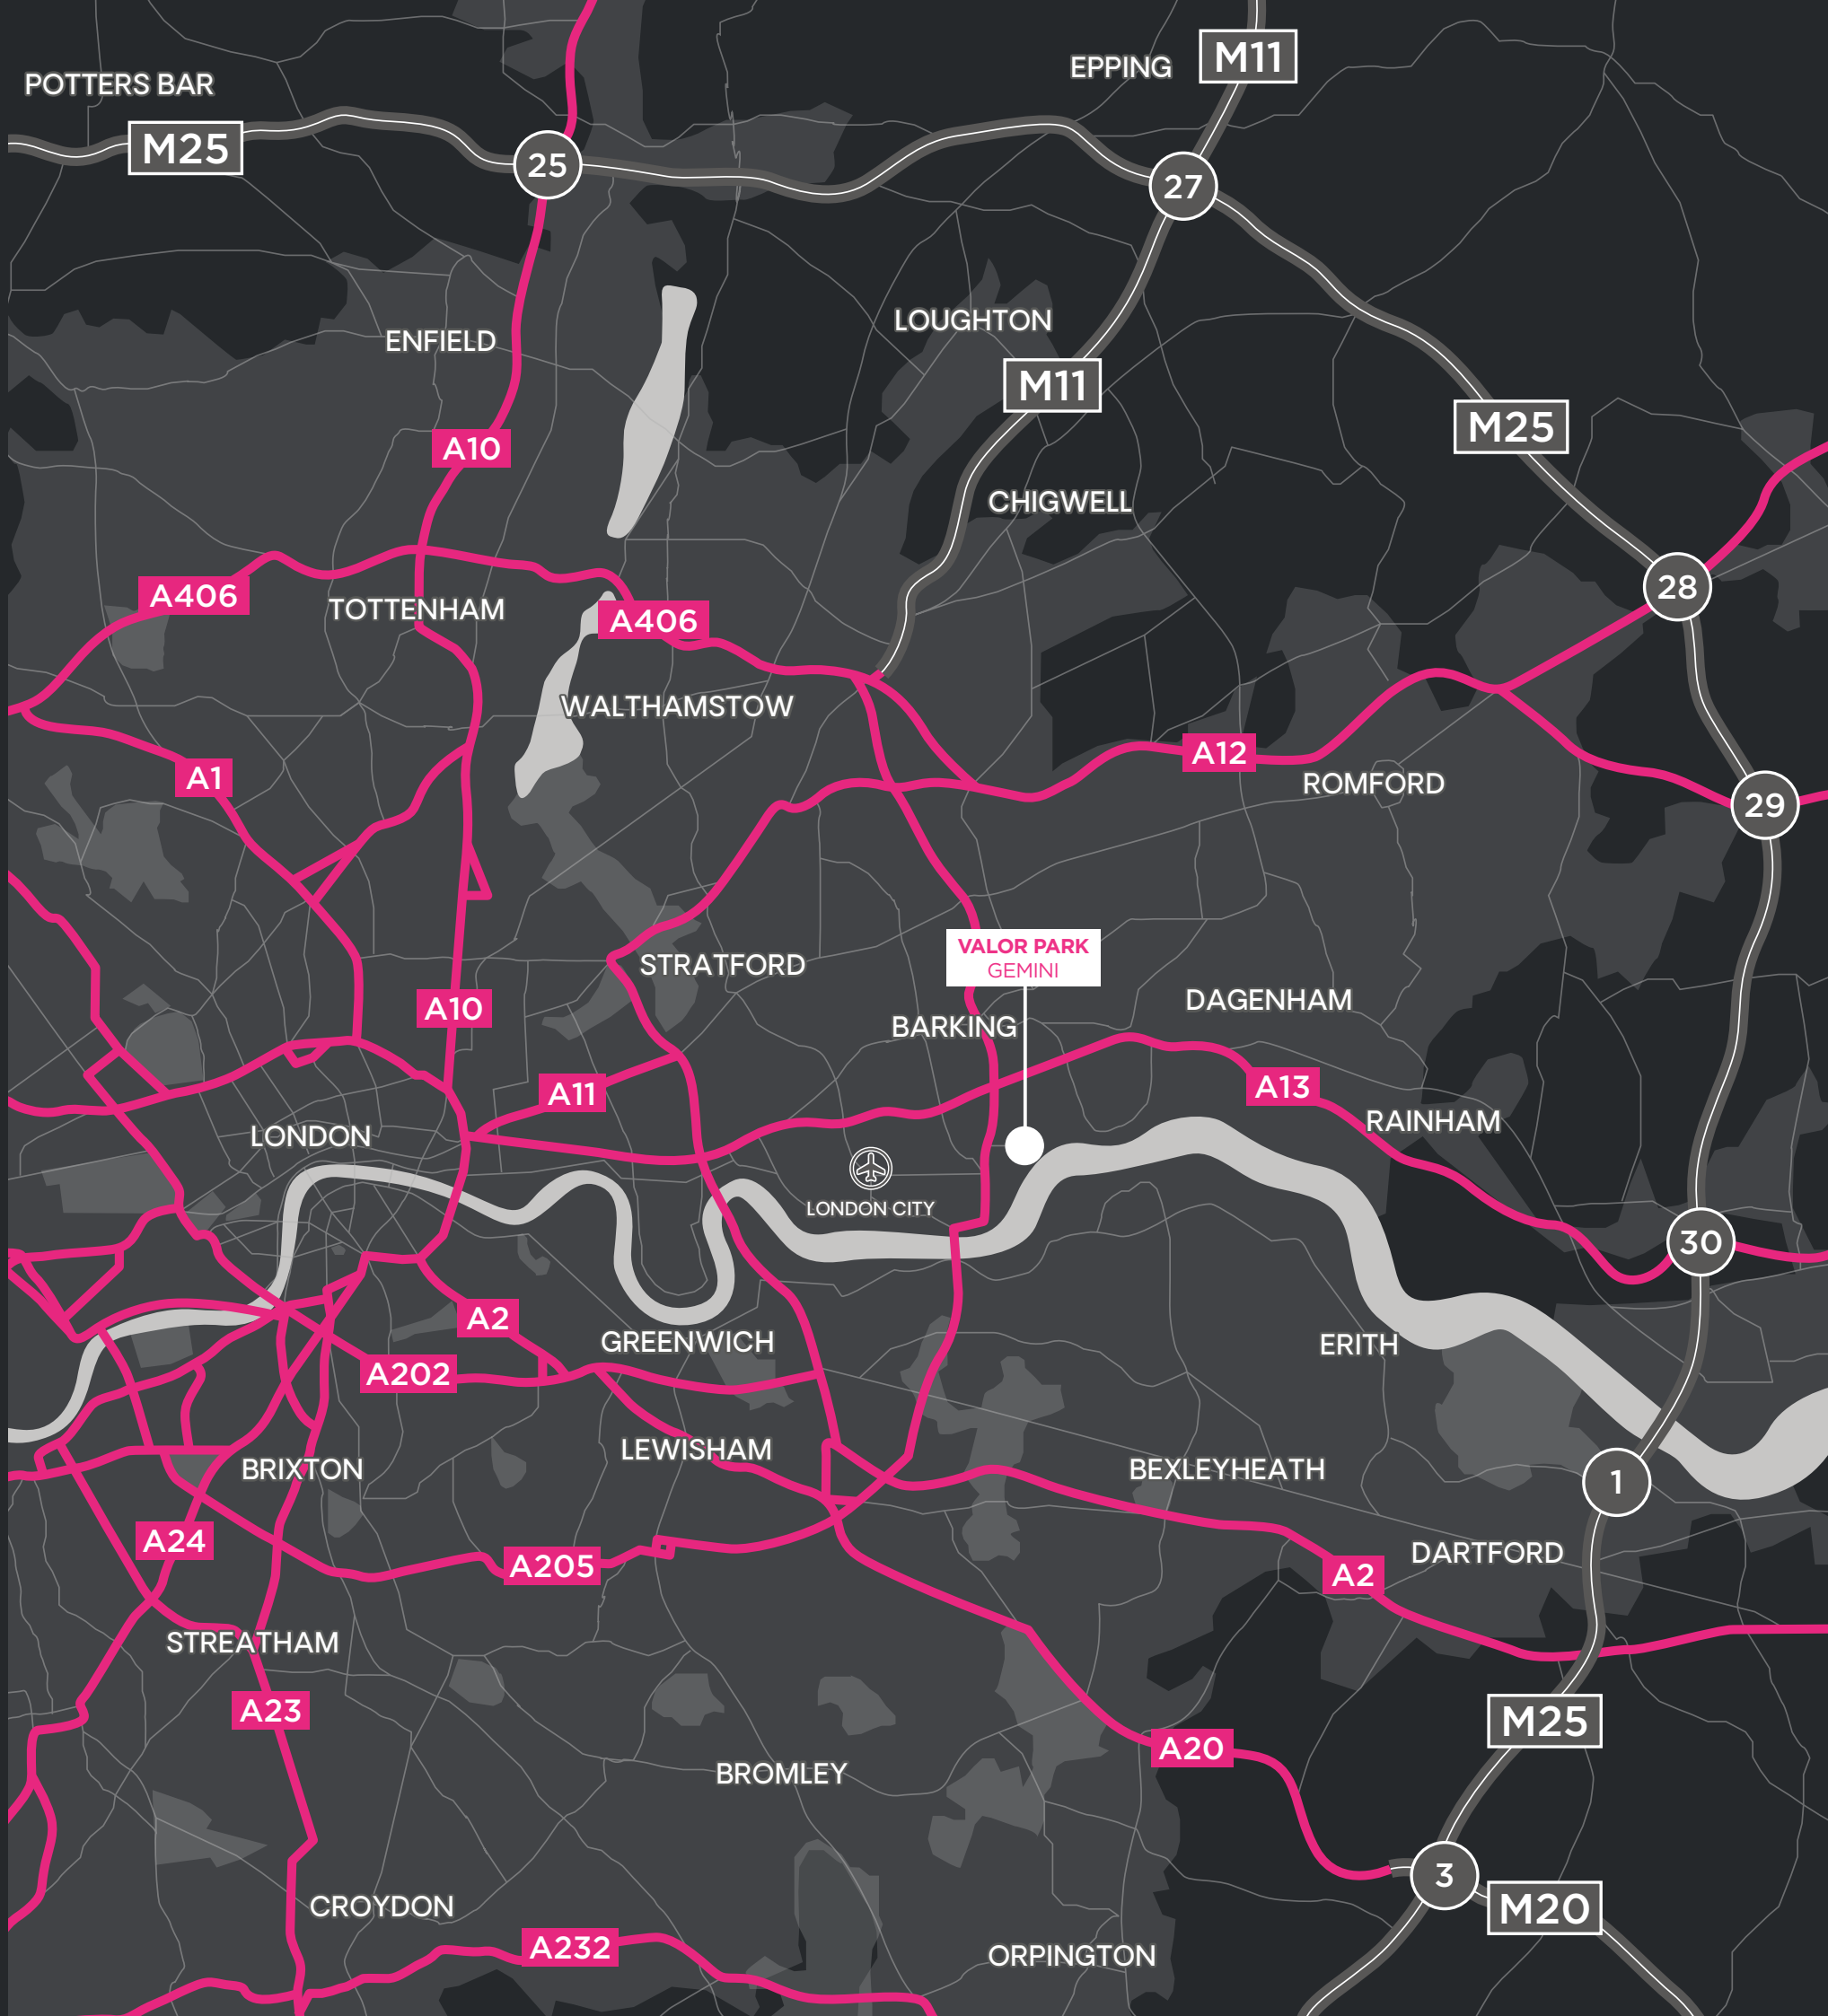 EPPING
M11
POTTERS BAR
M25
25
27
LOUGHTON
ENFIELD
M11
M25
A10
CHIGWELL
28
A406
TOTTENHAM
A406
WALTHAMSTOW
A12
A1
ROMFORD
29
VALOR PARK
GEMINI
STRATFORD
DAGENHAM
A10
BARKING
A11
A13
RAINHAM
LONDON
LONDON CITY
30
A2
GREENWICH
ERITH
A202
LEWISHAM
BRIXTON
BEXLEYHEATH
1
A24
DARTFORD
A205
A2
STREATHAM
A23
M25
A20
BROMLEY
3
CROYDON
M20
A232
ORPINGTON